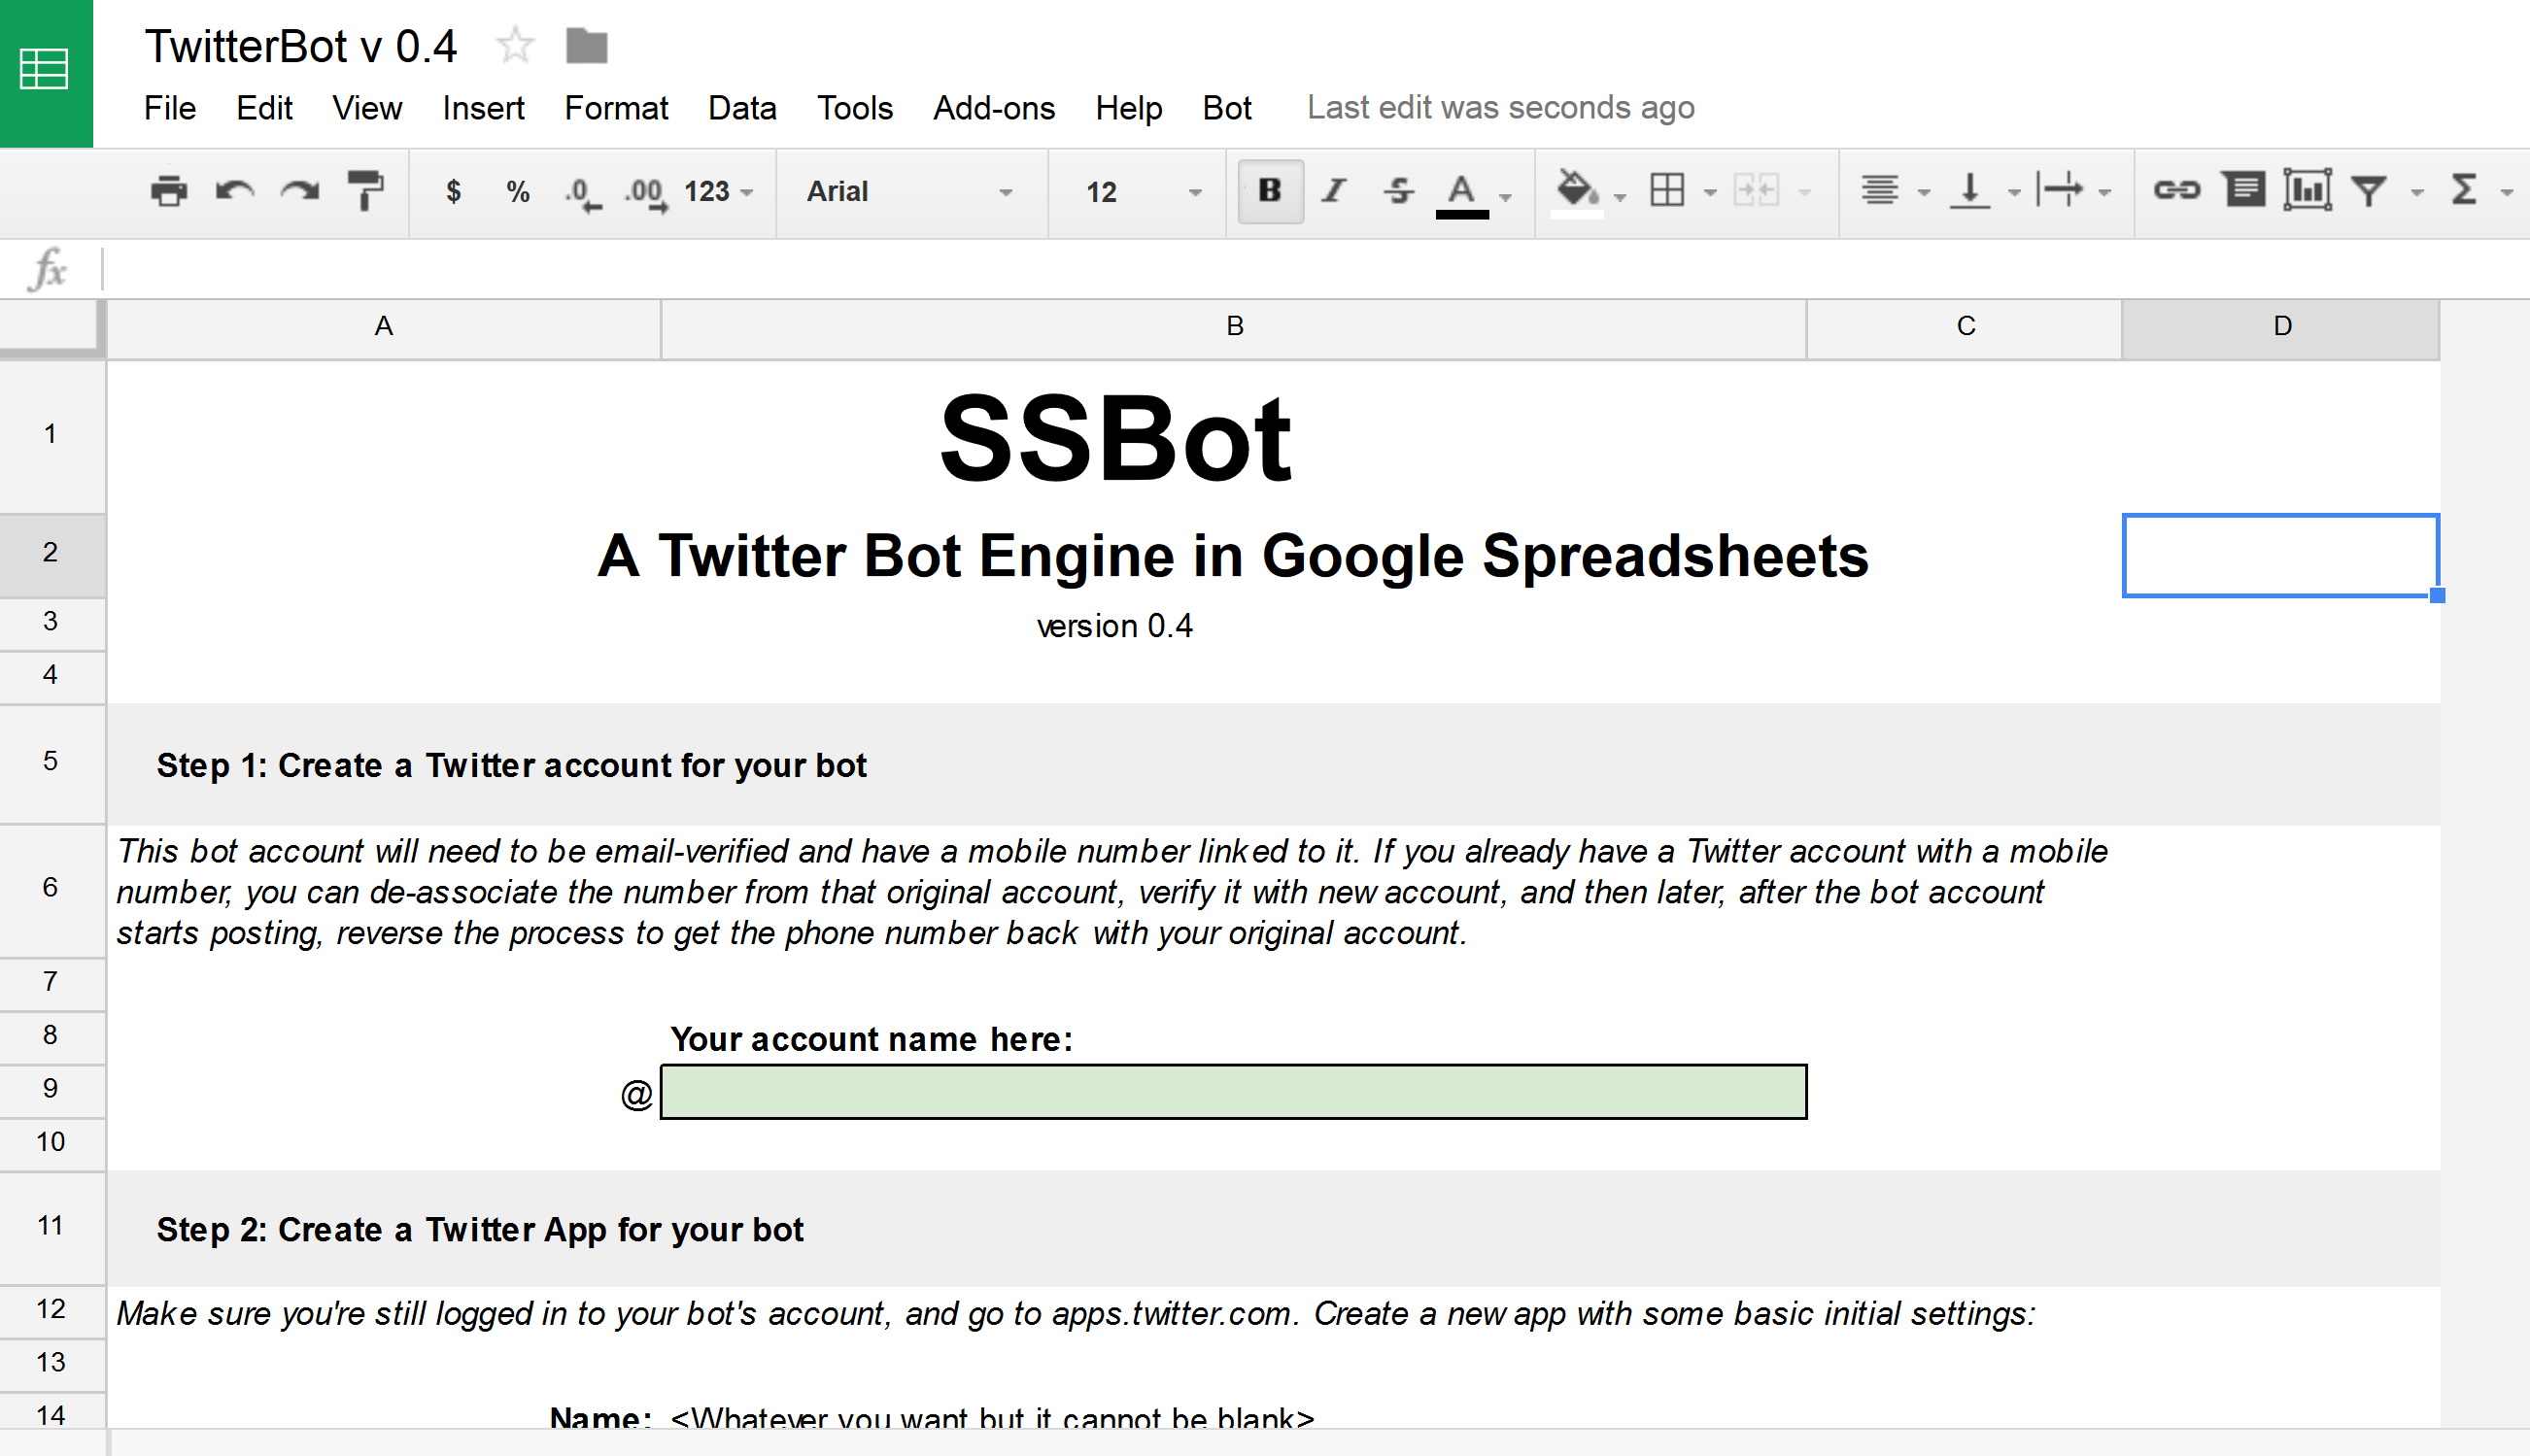 TwitterBot v 0.4
File Edit View Insert Format Data Tools Add-ons Help Bot Last edit was seconds ago
$ % .0 .00 123 Arial 12 B I S A Σ
fx
A B C D
1 SSBot
2 A Twitter Bot Engine in Google Spreadsheets
3 version 0.4
4
5 Step 1: Create a Twitter account for your bot
This bot account will need to be email-verified and have a mobile number linked to it. If you already have a Twitter account with a mobile
6 number, you can de-associate the number from that original account, verify it with new account, and then later, after the bot account
starts posting, reverse the process to get the phone number back with your original account.
7
8 Your account name here:
9 @
10
11 Step 2: Create a Twitter App for your bot
12 Make sure you're still logged in to your bot's account, and go to apps.twitter.com. Create a new app with some basic initial settings:
13
14 Name: <Whatever you want but it cannot be blank>